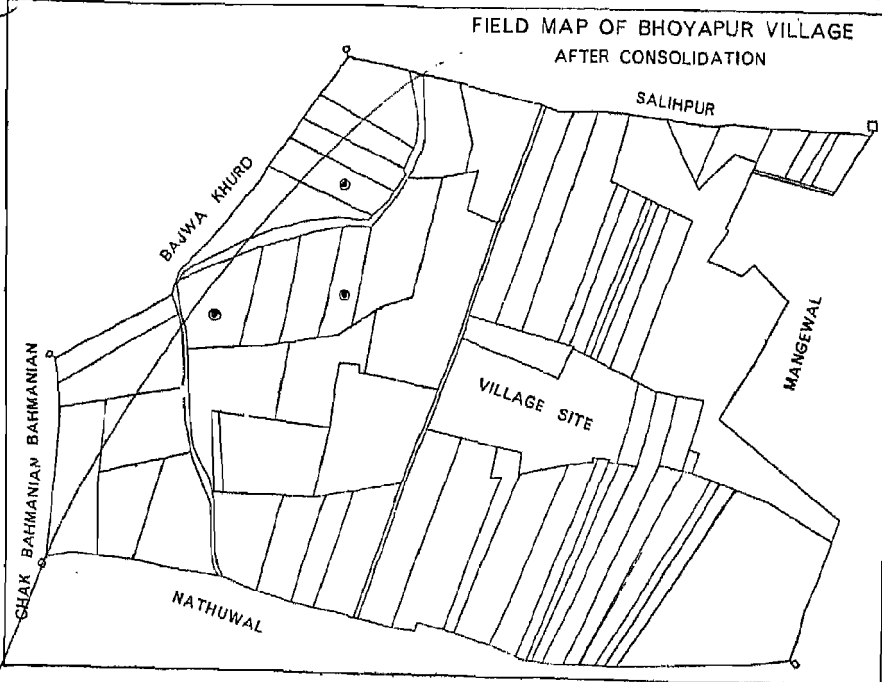 FIELD MAP OF BHOYAPUR VILLAGE
AFTER CONSOLIDATION
SALIHPUR
BAJWA KHURD
MANGEWAL
VILLAGE SITE
CHAK BAHMANIAN BAHMANIAN
NATHUWAL